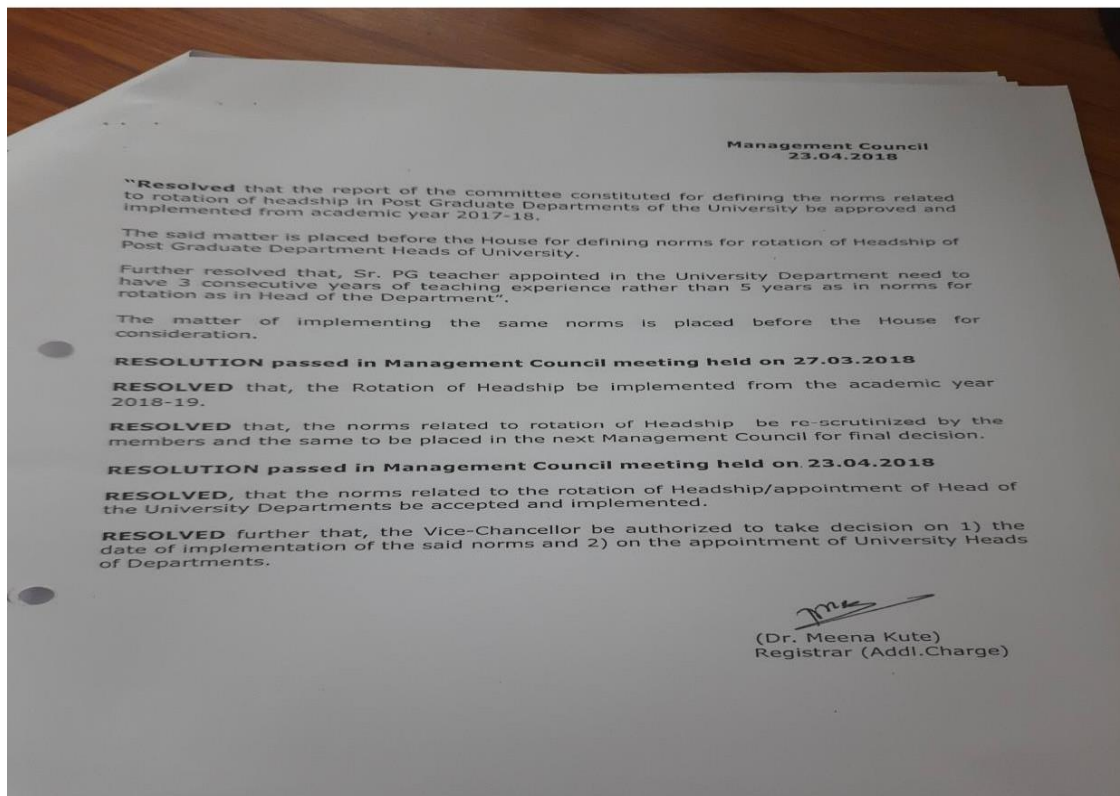 Management Council
23.04.2018
"Resolved that the report of the committee constituted for defining the norms related
to rotation of headship in Post Graduate Departments of the University be approved and
implemented from academic year 2017-18.
The said matter is placed before the House for defining norms for rotation of Headship of
Post Graduate Department Heads of University.
Further resolved that, Sr. PG teacher appointed in the University Department need to
have 3 consecutive years of teaching experience rather than 5 years as in norms for
rotation as in Head of the Department".
The matter of implementing the same norms is placed before the House for
consideration.
RESOLUTION passed in Management Council meeting held on 27.03.2018
RESOLVED that, the Rotation of Headship be implemented from the academic year
2018-19.
RESOLVED that, the norms related to rotation of Headship be re-scrutinized by the
members and the same to be placed in the next Management Council for final decision.
RESOLUTION passed in Management Council meeting held on 23.04.2018
RESOLVED, that the norms related to the rotation of Headship/appointment of Head of
the University Departments be accepted and implemented.
RESOLVED further that, the Vice-Chancellor be authorized to take decision on 1) the
date of implementation of the said norms and 2) on the appointment of University Heads
of Departments.
(Dr. Meena Kute)
Registrar (Addl.Charge)